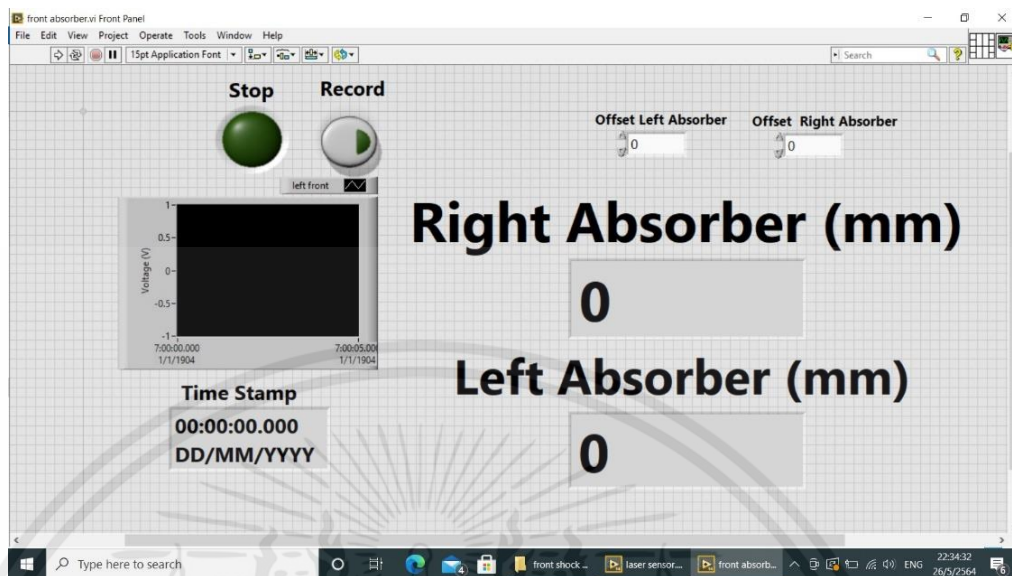 front absorber.vi Front Panel
File Edit View Project Operate Tools Window Help
15pt Application Font
Search
Stop
Record
Offset Left Absorber
Offset Right Absorber
0
0
left front
Right Absorber (mm)
0
1
0.5
0
-0.5
-1
Voltage (V)
7:00:00.000
1/1/1904
7:00:05.00
1/1/1904
Left Absorber (mm)
0
Time Stamp
00:00:00.000
DD/MM/YYYY
Type here to search
front shock ...
laser sensor...
front absorb...
ENG
22:34:32
26/5/2564